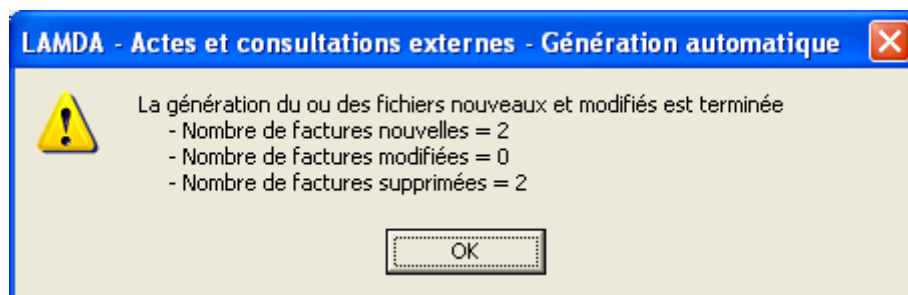 LAMDA - Actes et consultations externes - Génération automatique
La génération du ou des fichiers nouveaux et modifiés est terminée
- Nombre de factures nouvelles = 2
- Nombre de factures modifiées = 0
- Nombre de factures supprimées = 2
OK